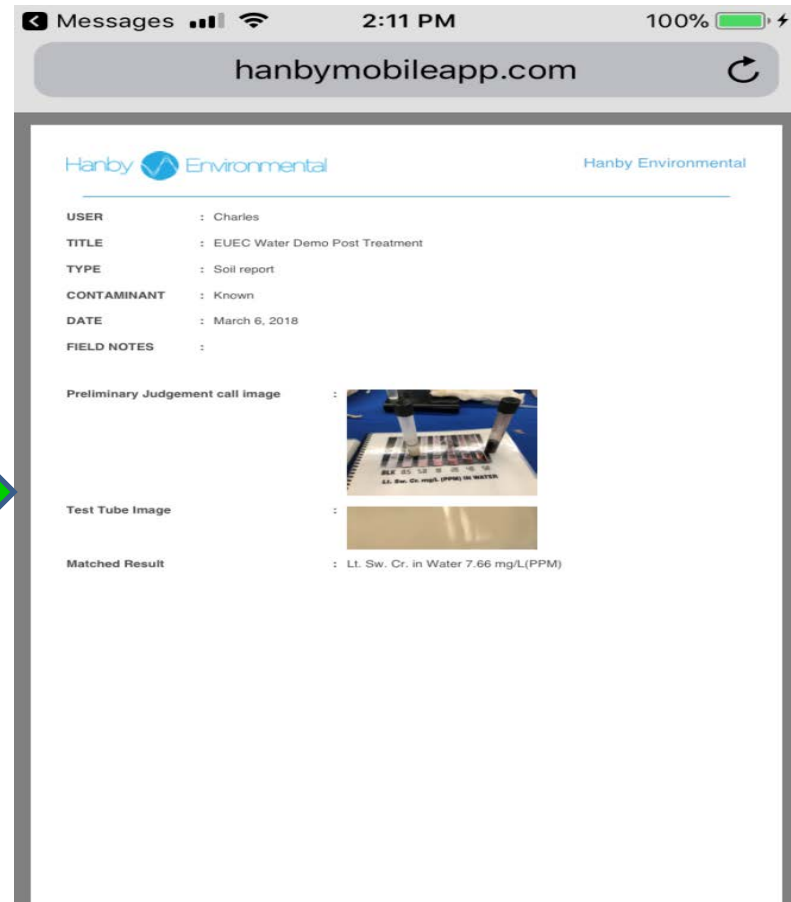 Messages 2:11 PM 100%
hanbymobileapp.com
Hanby Environmental Hanby Environmental
USER : Charles
TITLE : EUEC Water Demo Post Treatment
TYPE : Soil report
CONTAMINANT : Known
DATE : March 6, 2018
FIELD NOTES :
Preliminary Judgement call image :
Lt. Sw. Cr. mg/L (PPM) IN WATER
Test Tube Image :
Matched Result : Lt. Sw. Cr. in Water 7.66 mg/L(PPM)